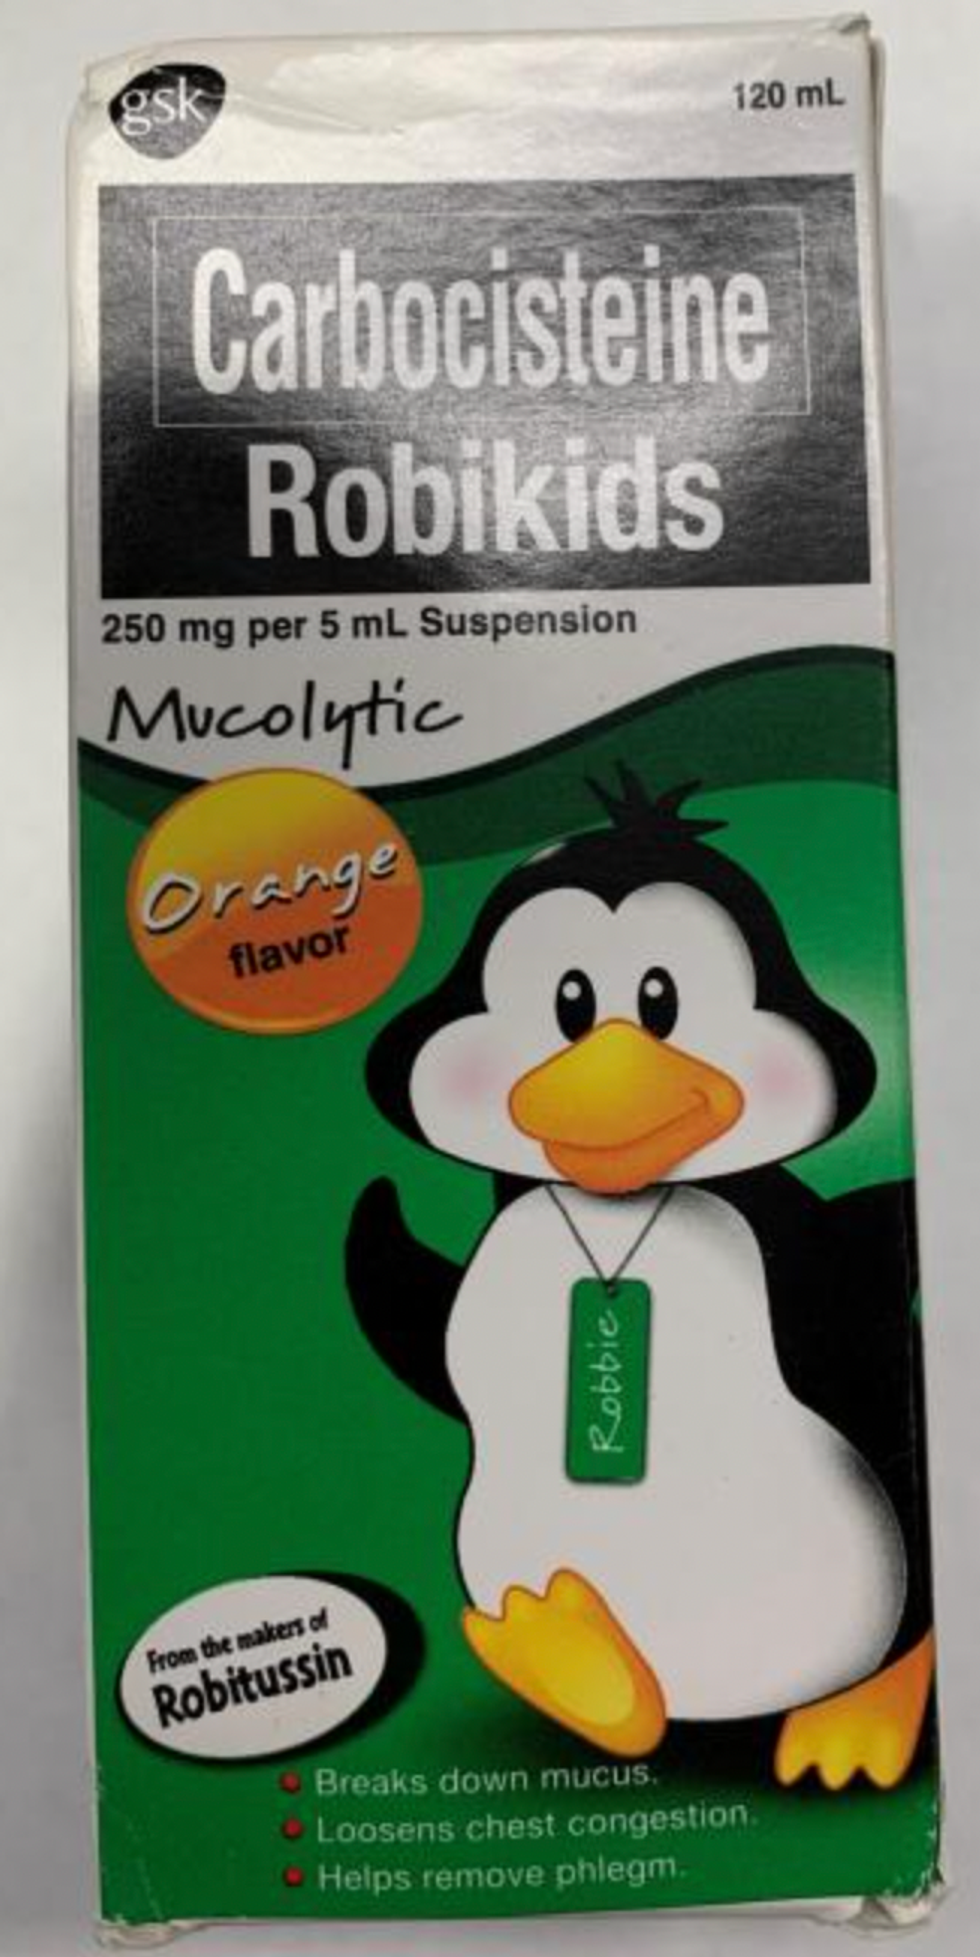 gsk
120 mL
Carbocisteine
Robikids
250 mg per 5 mL Suspension
Mucolytic
Orange
flavor
Robbie
From the makers of
Robitussin
Breaks down mucus.
Loosens chest congestion.
Helps remove phlegm.